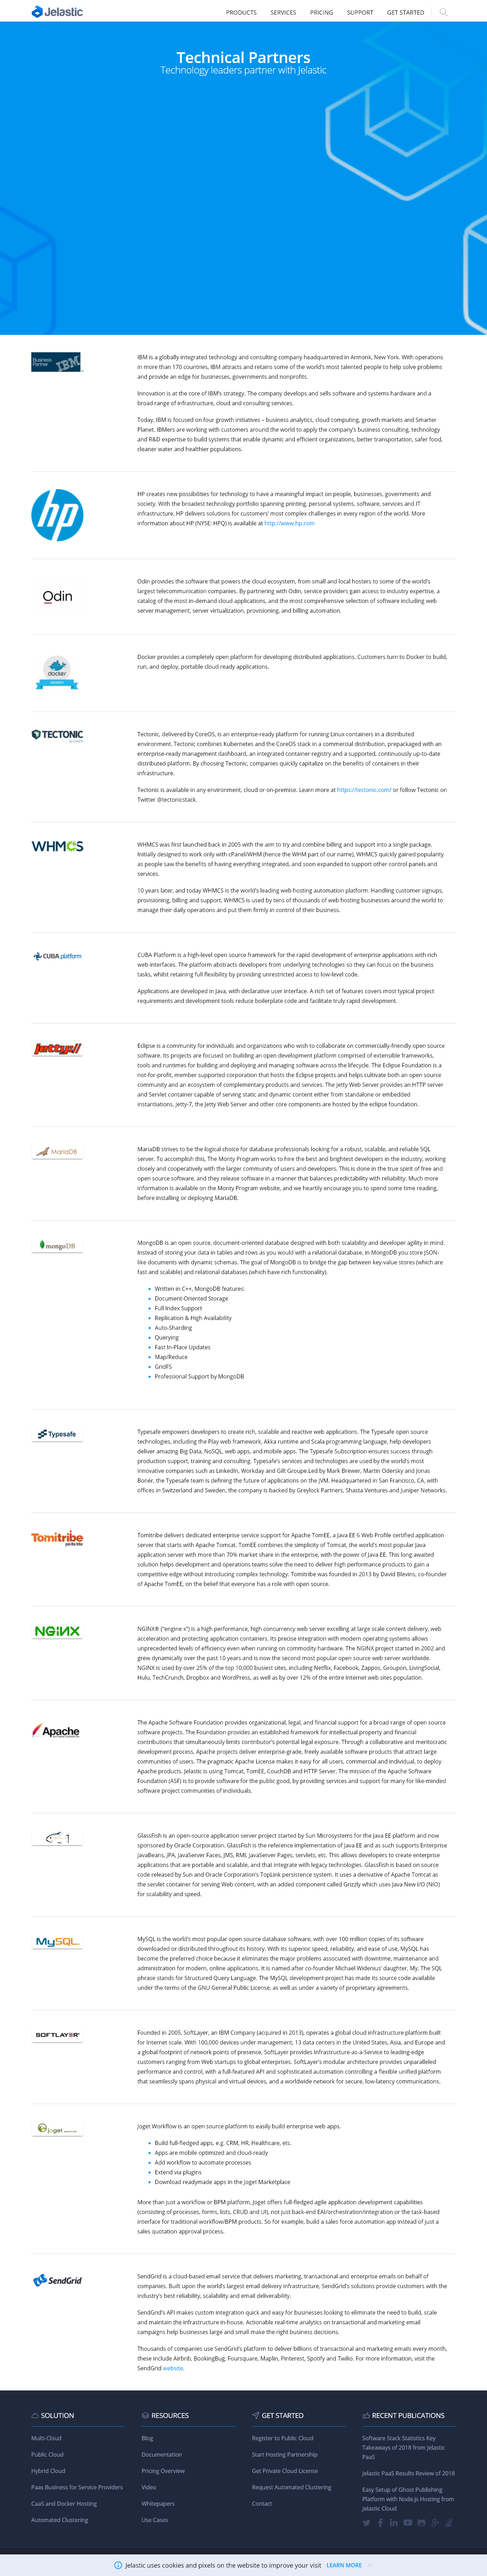 Jelastic
PRODUCTS SERVICES PRICING SUPPORT GET STARTED
Technical Partners
Technology leaders partner with Jelastic
Business
Partner
IBM
IBM is a globally integrated technology and consulting company headquartered in Armonk, New York. With operations
in more than 170 countries, IBM attracts and retains some of the world's most talented people to help solve problems
and provide an edge for businesses, governments and nonprofits.
Innovation is at the core of IBM's strategy. The company develops and sells software and systems hardware and a
broad range of infrastructure, cloud and consulting services.
Today, IBM is focused on four growth initiatives – business analytics, cloud computing, growth markets and Smarter
Planet. IBMers are working with customers around the world to apply the company's business consulting, technology
and R&D expertise to build systems that enable dynamic and efficient organizations, better transportation, safer food,
cleaner water and healthier populations.
hp
HP creates new possibilities for technology to have a meaningful impact on people, businesses, governments and
society. With the broadest technology portfolio spanning printing, personal systems, software, services and IT
infrastructure, HP delivers solutions for customers' most complex challenges in every region of the world. More
information about HP (NYSE: HPQ) is available at http://www.hp.com
Odin
Odin provides the software that powers the cloud ecosystem, from small and local hosters to some of the world's
largest telecommunications companies. By partnering with Odin, service providers gain access to industry expertise, a
catalog of the most in-demand cloud applications, and the most comprehensive selection of software including web
server management, server virtualization, provisioning, and billing automation.
docker
Docker provides a completely open platform for developing distributed applications. Customers turn to Docker to build,
run, and deploy, portable cloud ready applications.
TECTONIC
Tectonic, delivered by CoreOS, is an enterprise-ready platform for running Linux containers in a distributed
environment. Tectonic combines Kubernetes and the CoreOS stack in a commercial distribution, prepackaged with an
enterprise-ready management dashboard, an integrated container registry and a supported, continuously up-to-date
distributed platform. By choosing Tectonic, companies quickly capitalize on the benefits of containers in their
infrastructure.
Tectonic is available in any environment, cloud or on-premise. Learn more at https://tectonic.com/ or follow Tectonic on
Twitter @tectonicstack.
WHMCS
WHMCS was first launched back in 2005 with the aim to try and combine billing and support into a single package.
Initially designed to work only with cPanel/WHM (hence the WHM part of our name), WHMCS quickly gained popularity
as people saw the benefits of having everything integrated, and soon expanded to support other control panels and
services.
10 years later, and today WHMCS is the world's leading web hosting automation platform. Handling customer signups,
provisioning, billing and support, WHMCS is used by tens of thousands of web hosting businesses around the world to
manage their daily operations and put them firmly in control of their business.
CUBA platform
CUBA Platform is a high-level open source framework for the rapid development of enterprise applications with rich
web interfaces. The platform abstracts developers from underlying technologies so they can focus on the business
tasks, whilst retaining full flexibility by providing unrestricted access to low-level code.
Applications are developed in Java, with declarative user interface. A rich set of features covers most typical project
requirements and development tools reduce boilerplate code and facilitate truly rapid development.
jetty://
Eclipse is a community for individuals and organizations who wish to collaborate on commercially-friendly open source
software. Its projects are focused on building an open development platform comprised of extensible frameworks,
tools and runtimes for building and deploying and managing software across the lifecycle. The Eclipse Foundation is a
not-for-profit, member supported corporation that hosts the Eclipse projects and helps cultivate both an open source
community and an ecosystem of complementary products and services. The Jetty Web Server provides an HTTP server
and Servlet container capable of serving static and dynamic content either from standalone or embedded
instantiations. Jetty-7, the Jetty Web Server and other core components are hosted by the eclipse foundation.
MariaDB
MariaDB strives to be the logical choice for database professionals looking for a robust, scalable, and reliable SQL
server. To accomplish this, The Monty Program works to hire the best and brightest developers in the industry, working
closely and cooperatively with the larger community of users and developers. This is done in the true spirit of free and
open source software, and they release software in a manner that balances predictability with reliability. Much more
information is available on the Monty Program website, and we heartily encourage you to spend some time reading,
before installing or deploying MariaDB.
mongoDB
MongoDB is an open source, document-oriented database designed with both scalability and developer agility in mind.
Instead of storing your data in tables and rows as you would with a relational database, in MongoDB you store JSON-
like documents with dynamic schemas. The goal of MongoDB is to bridge the gap between key-value stores (which are
fast and scalable) and relational databases (which have rich functionality).
Written in C++, MongoDB features:
Document-Oriented Storage
Full Index Support
Replication & High Availability
Auto-Sharding
Querying
Fast In-Place Updates
Map/Reduce
GridFS
Professional Support by MongoDB
Typesafe
Typesafe empowers developers to create rich, scalable and reactive web applications. The Typesafe open source
technologies, including the Play web framework, Akka runtime and Scala programming language, help developers
deliver amazing Big Data, NoSQL, web apps, and mobile apps. The Typesafe Subscription ensures success through
production support, training and consulting. Typesafe's services and technologies are used by the world's most
innovative companies such as LinkedIn, Workday and Gilt Groupe.Led by Mark Brewer, Martin Odersky and Jonas
Bonér, the Typesafe team is defining the future of applications on the JVM. Headquartered in San Francisco, CA, with
offices in Switzerland and Sweden, the company is backed by Greylock Partners, Shasta Ventures and Juniper Networks.
Tomitribe
Tomitribe delivers dedicated enterprise service support for Apache TomEE, a Java EE 6 Web Profile certified application
server that starts with Apache Tomcat. TomEE combines the simplicity of Tomcat, the world's most popular Java
application server with more than 70% market share in the enterprise, with the power of Java EE. This long awaited
solution helps development and operations teams solve the need to deliver high performance products to gain a
competitive edge without introducing complex technology. Tomitribe was founded in 2013 by David Blevins, co-founder
of Apache TomEE, on the belief that everyone has a role with open source.
NGINX
NGINX® ("engine x") is a high performance, high concurrency web server excelling at large scale content delivery, web
acceleration and protecting application containers. Its precise integration with modern operating systems allows
unprecedented levels of efficiency even when running on commodity hardware. The NGINX project started in 2002 and
grew dynamically over the past 10 years and is now the second most popular open source web server worldwide.
NGINX is used by over 25% of the top 10,000 busiest sites, including Netflix, Facebook, Zappos, Groupon, LivingSocial,
Hulu, TechCrunch, Dropbox and WordPress, as well as by over 12% of the entire Internet web sites population.
Apache
The Apache Software Foundation provides organizational, legal, and financial support for a broad range of open source
software projects. The Foundation provides an established framework for intellectual property and financial
contributions that simultaneously limits contributor's potential legal exposure. Through a collaborative and meritocratic
development process, Apache projects deliver enterprise-grade, freely available software products that attract large
communities of users. The pragmatic Apache License makes it easy for all users, commercial and individual, to deploy
Apache products. Jelastic is using Tomcat, TomEE, CouchDB and HTTP Server. The mission of the Apache Software
Foundation (ASF) is to provide software for the public good, by providing services and support for many for like-minded
software project communities of individuals.
GlassFish is an open-source application server project started by Sun Microsystems for the Java EE platform and now
sponsored by Oracle Corporation. GlassFish is the reference implementation of Java EE and as such supports Enterprise
JavaBeans, JPA, JavaServer Faces, JMS, RMI, JavaServer Pages, servlets, etc. This allows developers to create enterprise
applications that are portable and scalable, and that integrate with legacy technologies. GlassFish is based on source
code released by Sun and Oracle Corporation's TopLink persistence system. It uses a derivative of Apache Tomcat as
the servlet container for serving Web content, with an added component called Grizzly which uses Java New I/O (NIO)
for scalability and speed.
MySQL
MySQL is the world's most popular open source database software, with over 100 million copies of its software
downloaded or distributed throughout its history. With its superior speed, reliability, and ease of use, MySQL has
become the preferred choice because it eliminates the major problems associated with downtime, maintenance and
administration for modern, online applications. It is named after co-founder Michael Widenius' daughter, My. The SQL
phrase stands for Structured Query Language. The MySQL development project has made its source code available
under the terms of the GNU General Public License, as well as under a variety of proprietary agreements.
SOFTLAYER
Founded in 2005, SoftLayer, an IBM Company (acquired in 2013), operates a global cloud infrastructure platform built
for Internet scale. With 100,000 devices under management, 13 data centers in the United States, Asia, and Europe and
a global footprint of network points of presence, SoftLayer provides Infrastructure-as-a-Service to leading-edge
customers ranging from Web startups to global enterprises. SoftLayer's modular architecture provides unparalleled
performance and control, with a full-featured API and sophisticated automation controlling a flexible unified platform
that seamlessly spans physical and virtual devices, and a worldwide network for secure, low-latency communications.
joget
Joget Workflow is an open source platform to easily build enterprise web apps.
Build full-fledged apps, e.g. CRM, HR, Healthcare, etc.
Apps are mobile optimized and cloud-ready
Add workflow to automate processes
Extend via plugins
Download readymade apps in the Joget Marketplace
More than just a workflow or BPM platform, Joget offers full-fledged agile application development capabilities
(consisting of processes, forms, lists, CRUD and UI), not just back-end EAI/orchestration/integration or the task-based
interface for traditional workflow/BPM products. So for example, build a sales force automation app instead of just a
sales quotation approval process.
SendGrid
SendGrid is a cloud-based email service that delivers marketing, transactional and enterprise emails on behalf of
companies. Built upon the world's largest email delivery infrastructure, SendGrid's solutions provide customers with the
industry's best reliability, scalability and email deliverability.
SendGrid's API makes custom integration quick and easy for businesses looking to eliminate the need to build, scale
and maintain the infrastructure in-house. Actionable real-time analytics on transactional and marketing email
campaigns help businesses large and small make the right business decisions.
Thousands of companies use SendGrid's platform to deliver billions of transactional and marketing emails every month,
these include Airbnb, BookingBug, Foursquare, Maplin, Pinterest, Spotify and Twilio. For more information, visit the
SendGrid website.
SOLUTION
Multi-Cloud
Public Cloud
Hybrid Cloud
Paas Business for Service Providers
CaaS and Docker Hosting
Automated Clustering
RESOURCES
Blog
Documentation
Pricing Overview
Video
Whitepapers
Use Cases
GET STARTED
Register to Public Cloud
Start Hosting Partnership
Get Private Cloud License
Request Automated Clustering
Contact
RECENT PUBLICATIONS
Software Stack Statistics Key
Takeaways of 2018 from Jelastic
PaaS
Jelastic PaaS Results Review of 2018
Easy Setup of Ghost Publishing
Platform with Node.js Hosting from
Jelastic Cloud
Jelastic uses cookies and pixels on the website to improve your visit LEARN MORE